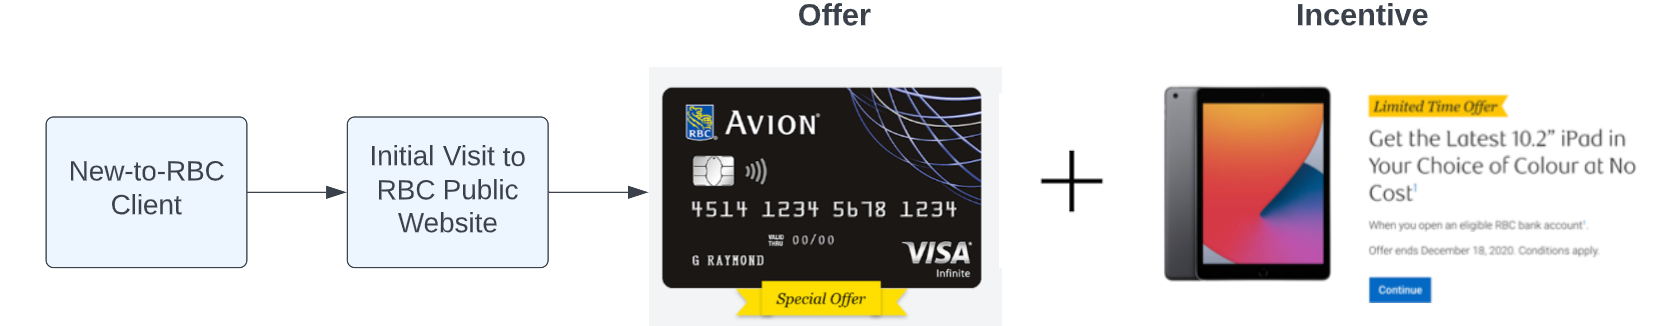 Offer
Incentive
New-to-RBC
Client
Initial Visit to
RBC Public
Website
RBC
AVION®
4514 1234 5678 1234
VALID
THRU 00/00
G RAYMOND
VISA
Infinite
Special Offer
Limited Time Offer
Get the Latest 10.2” iPad in
Your Choice of Colour at No
Cost¹
When you open an eligible RBC bank account¹.
Offer ends December 18, 2020. Conditions apply.
Continue